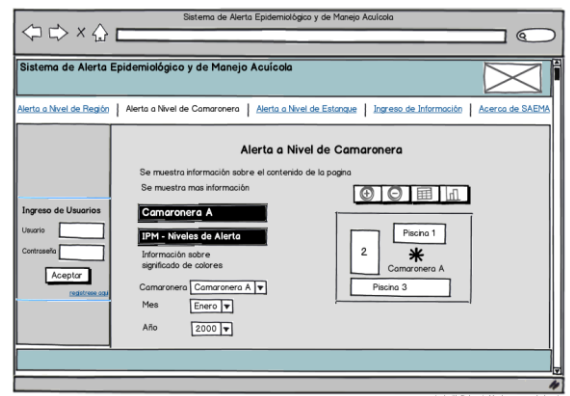 Sistema de Alerta Epidemiológico y de Manejo Acuícola
Sistema de Alerta Epidemiológico y de Manejo Acuícola
Alerta a Nivel de Región | Alerta a Nivel de Camaronera | Alerta a Nivel de Estanque | Ingreso de Información | Acerca de SAEMA
Alerta a Nivel de Camaronera
Se muestra información sobre el contenido de la pagina
Se muestra mas información
Ingreso de Usuarios
Usuario
Contraseña
Aceptar
registrese aqui
Camaronera A
IPM - Niveles de Alerta
Información sobre
significado de colores
Camaronera Camaronera A
Mes Enero
Año 2000
Piscina 1
2
Camaronera A
Piscina 3